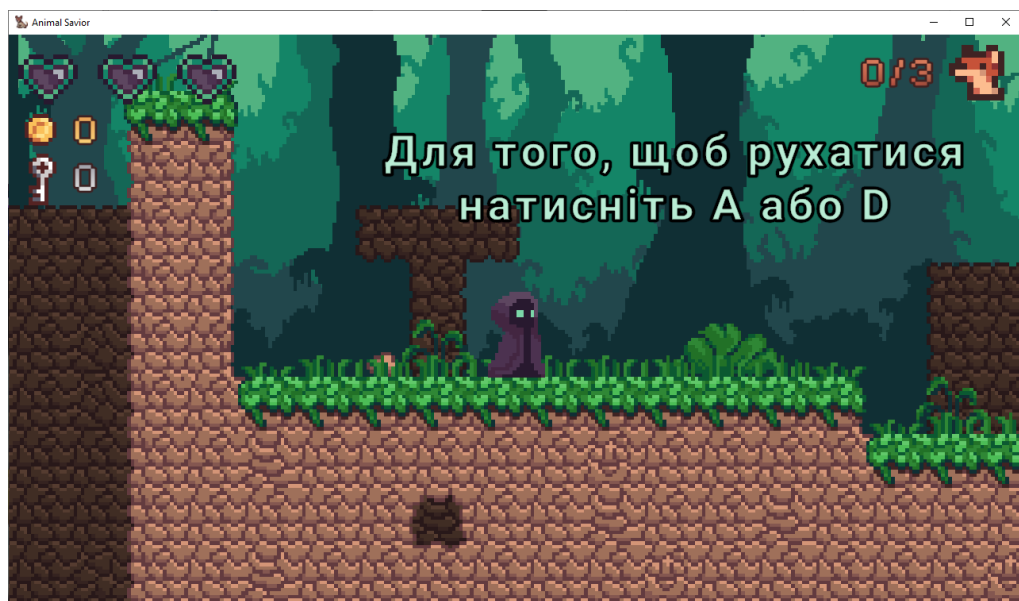 Animal Savior
0/3
0
0
Для того, щоб рухатися
натисніть A або D